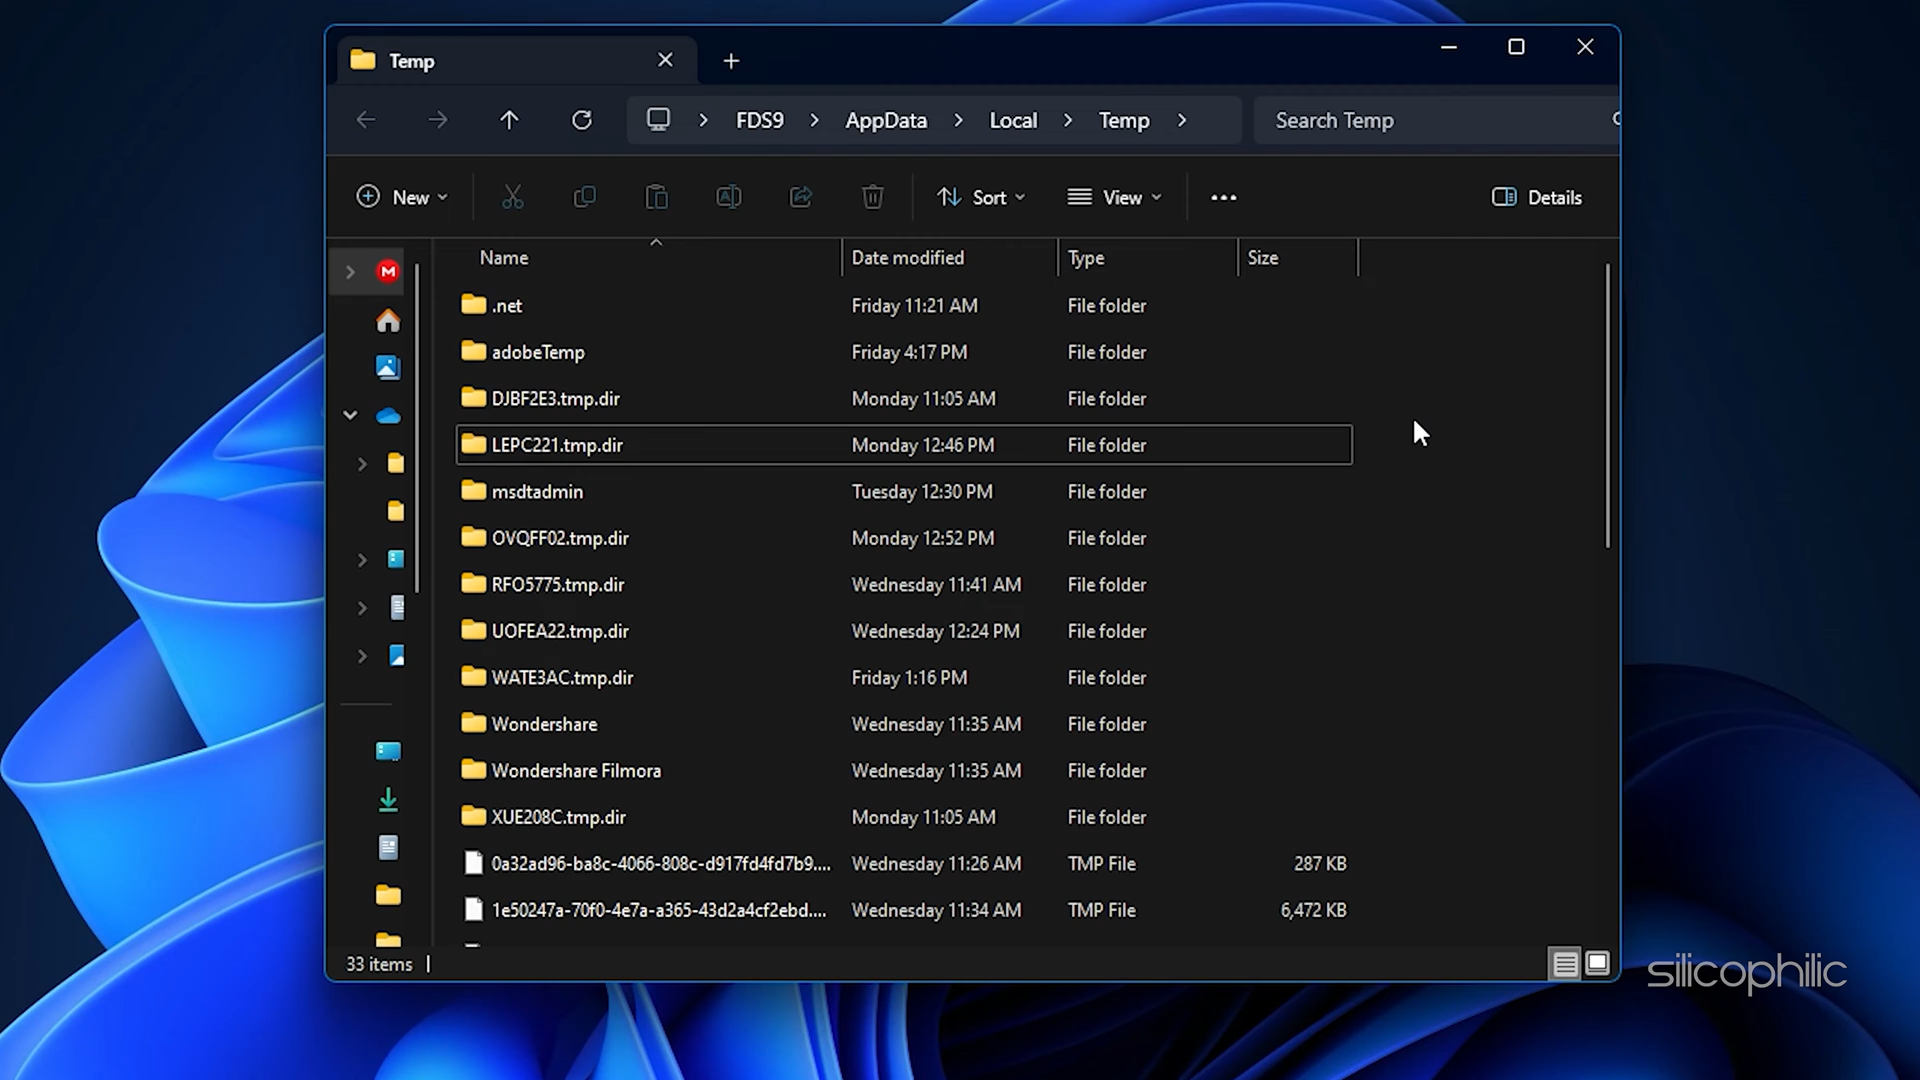 Temp
FDS9 > AppData > Local > Temp >
Search Temp
New
Sort
View
Details
Name Date modified Type Size
.net Friday 11:21 AM File folder
adobeTemp Friday 4:17 PM File folder
DJBF2E3.tmp.dir Monday 11:05 AM File folder
LEPC221.tmp.dir Monday 12:46 PM File folder
msdtadmin Tuesday 12:30 PM File folder
OVQFF02.tmp.dir Monday 12:52 PM File folder
RFO5775.tmp.dir Wednesday 11:41 AM File folder
UOFEA22.tmp.dir Wednesday 12:24 PM File folder
WATE3AC.tmp.dir Friday 1:16 PM File folder
Wondershare Wednesday 11:35 AM File folder
Wondershare Filmora Wednesday 11:35 AM File folder
XUE208C.tmp.dir Monday 11:05 AM File folder
0a32ad96-ba8c-4066-808c-d917fd4fd7b9.... Wednesday 11:26 AM TMP File 287 KB
1e50247a-70f0-4e7a-a365-43d2a4cf2ebd.... Wednesday 11:34 AM TMP File 6,472 KB
33 items
silicophilic